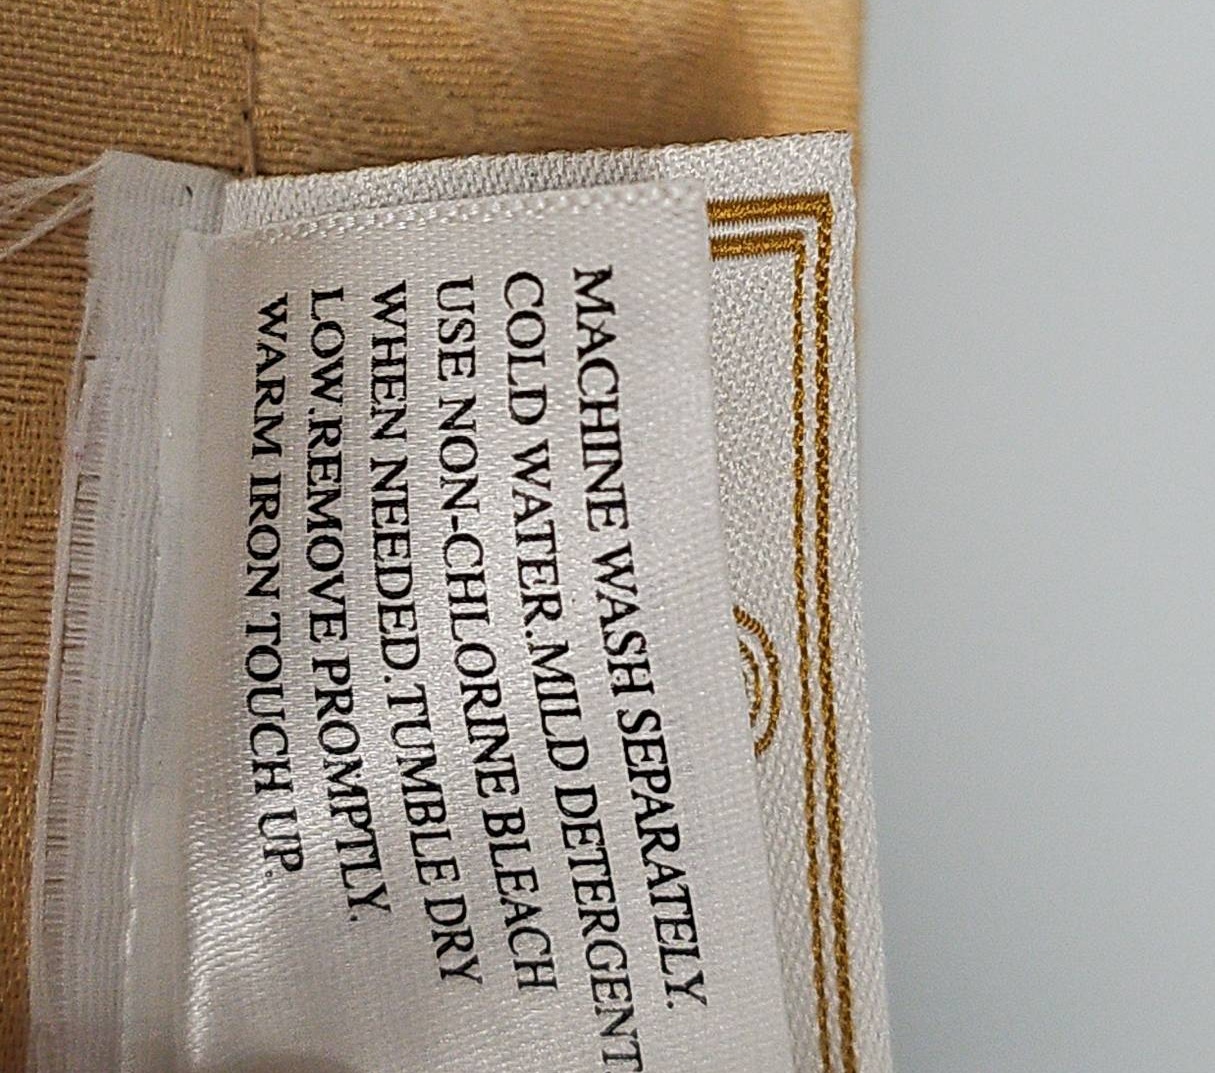 MACHINE WASH SEPARATELY.
COLD WATER.MILD DETERGENT.
USE NON-CHLORINE BLEACH
WHEN NEEDED.TUMBLE DRY
LOW.REMOVE PROMPTLY.
WARM IRON TOUCH UP.